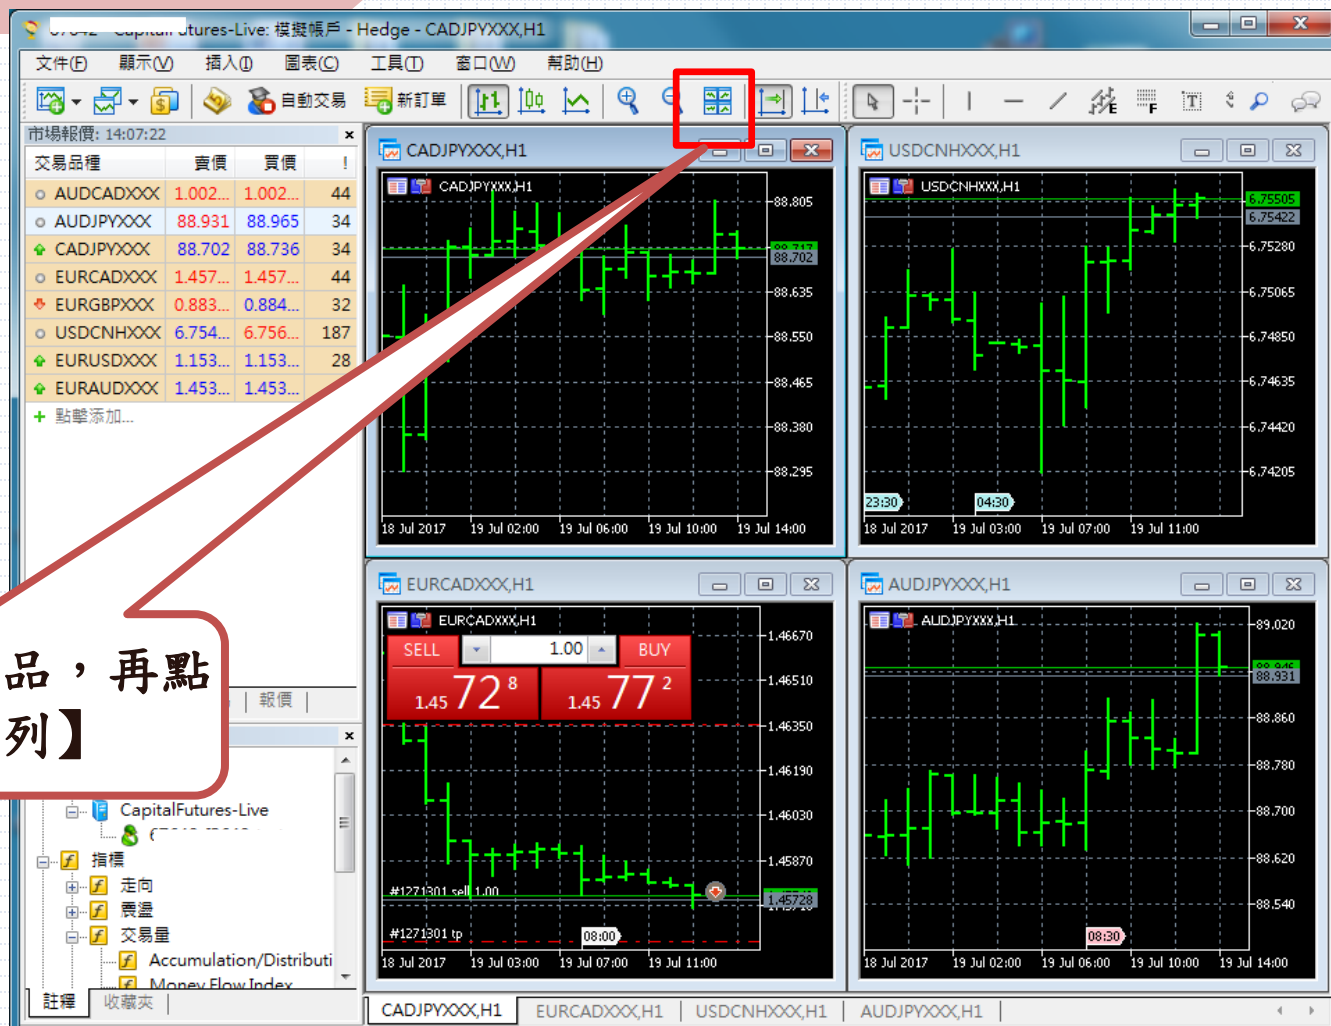 Futures-Live: 模擬帳戶 - Hedge - CADJPYXXX,H1
文件(F) 顯示(V) 插入(I) 圖表(C) 工具(T) 窗口(W) 幫助(H)
自動交易 新訂單
市場報價: 14:07:22
交易品種 賣價 買價 !
AUDCADXXX 1.002... 1.002... 44
AUDJPYXXX 88.931 88.965 34
CADJPYXXX 88.702 88.736 34
EURCADXXX 1.457... 1.457... 44
EURGBPXXX 0.883... 0.884... 32
USDCNHXXX 6.754... 6.756... 187
EURUSDXXX 1.153... 1.153... 28
EURAUDXXX 1.453... 1.453...
點擊添加...
品，再點
列】
報價
CapitalFutures-Live
指標
走向
震盪
交易量
Accumulation/Distributi
Money Flow Index
註釋 收藏夾
CADJPYXXX,H1
CADJPYXXX,H1
88.805
88.702
88.635
88.550
88.465
88.380
88.295
18 Jul 2017 19 Jul 02:00 19 Jul 06:00 19 Jul 10:00 19 Jul 14:00
USDCNHXXX,H1
USDCNHXXX,H1
6.75505
6.75422
6.75280
6.75065
6.74850
6.74635
6.74420
6.74205
23:30 04:30
18 Jul 2017 19 Jul 03:00 19 Jul 07:00 19 Jul 11:00
EURCADXXX,H1
EURCADXXX,H1
SELL 1.00 BUY
1.45 72 8 1.45 77 2
1.46670
1.46510
1.46350
1.46190
1.46030
1.45870
1.45728
#1271301 sell 1.00
#1271301 tp
08:00
18 Jul 2017 19 Jul 03:00 19 Jul 07:00 19 Jul 11:00
AUDJPYXXX,H1
AUDJPYXXX,H1
89.020
88.931
88.860
88.780
88.700
88.620
88.540
08:30
18 Jul 2017 19 Jul 02:00 19 Jul 06:00 19 Jul 10:00 19 Jul 14:00
CADJPYXXX,H1 EURCADXXX,H1 USDCNHXXX,H1 AUDJPYXXX,H1